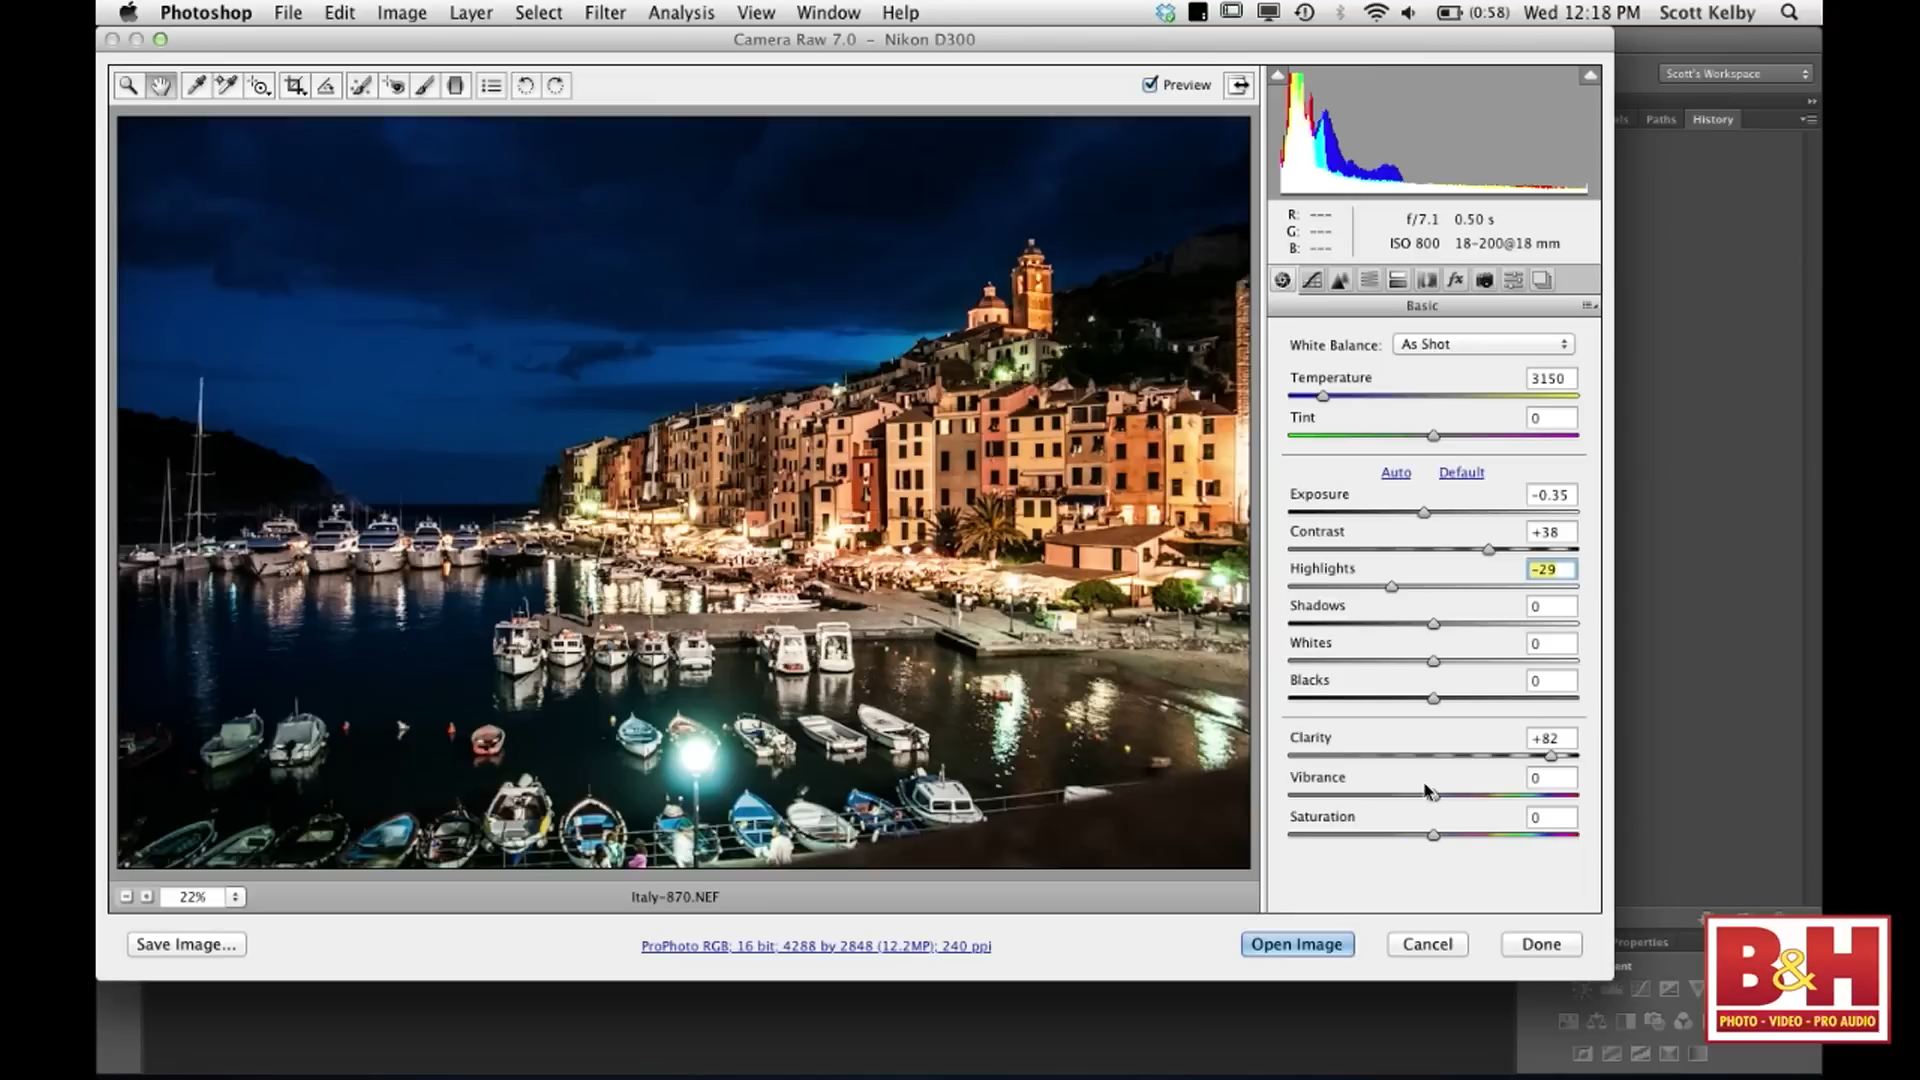 Photoshop File Edit Image Layer Select Filter Analysis View Window Help (0:58) Wed 12:18 PM Scott Kelby
Camera Raw 7.0 – Nikon D300
Scott's Workspace
Preview
Paths History
R: ---
G: ---
B: ---
f/7.1 0.50 s
ISO 800 18-200@18 mm
fx
Basic
White Balance: As Shot
Temperature 3150
Tint 0
Auto Default
Exposure -0.35
Contrast +38
Highlights -29
Shadows 0
Whites 0
Blacks 0
Clarity +82
Vibrance 0
Saturation 0
22% Italy-870.NEF
Save Image... ProPhoto RGB; 16 bit; 4288 by 2848 (12.2MP); 240 ppi Open Image Cancel Done
Properties
B&H
PHOTO - VIDEO - PRO AUDIO